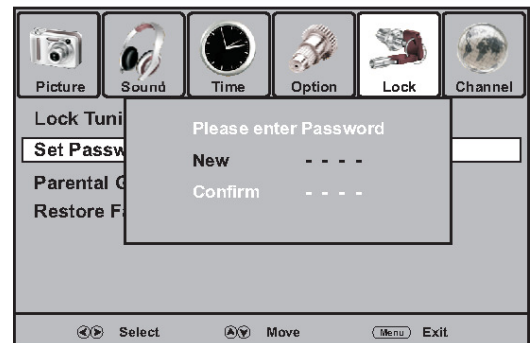 Picture Sound Time Option Lock Channel
Lock Tuni
Set Passw
Parental G
Restore Fa
Please enter Password
New - - - -
Confirm - - - -
Select Move Menu Exit